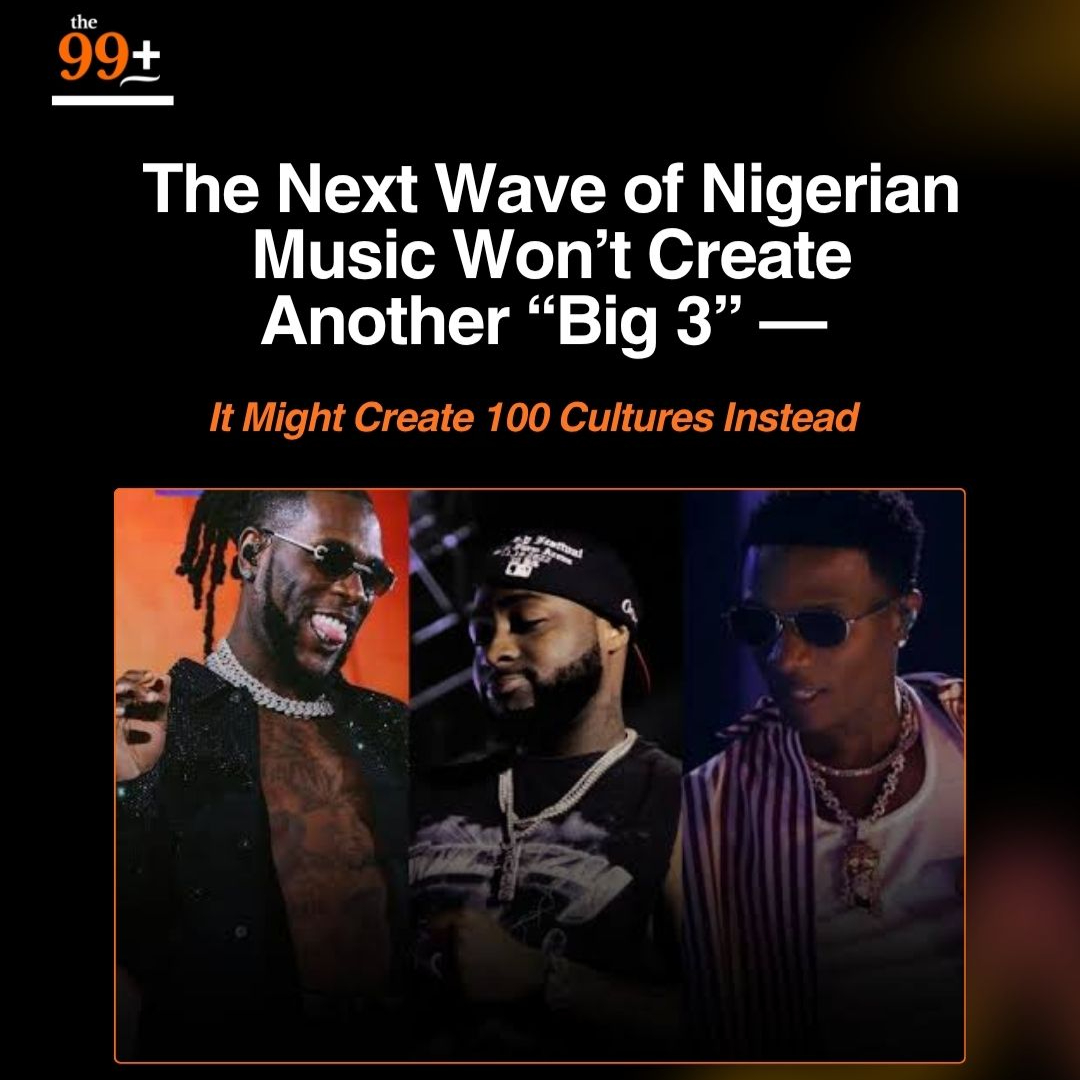 the
99+
The Next Wave of Nigerian
Music Won’t Create
Another “Big 3” —
It Might Create 100 Cultures Instead